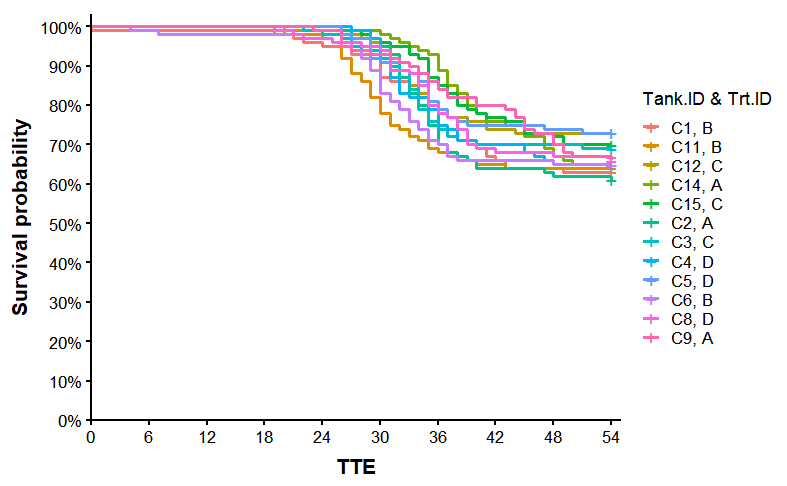 100%
90%
80%
70%
60%
50%
40%
30%
20%
10%
0%
Survival probability
0 6 12 18 24 30 36 42 48 54
TTE
Tank.ID & Trt.ID
C1, B
C11, B
C12, C
C14, A
C15, C
C2, A
C3, C
C4, D
C5, D
C6, B
C8, D
C9, A